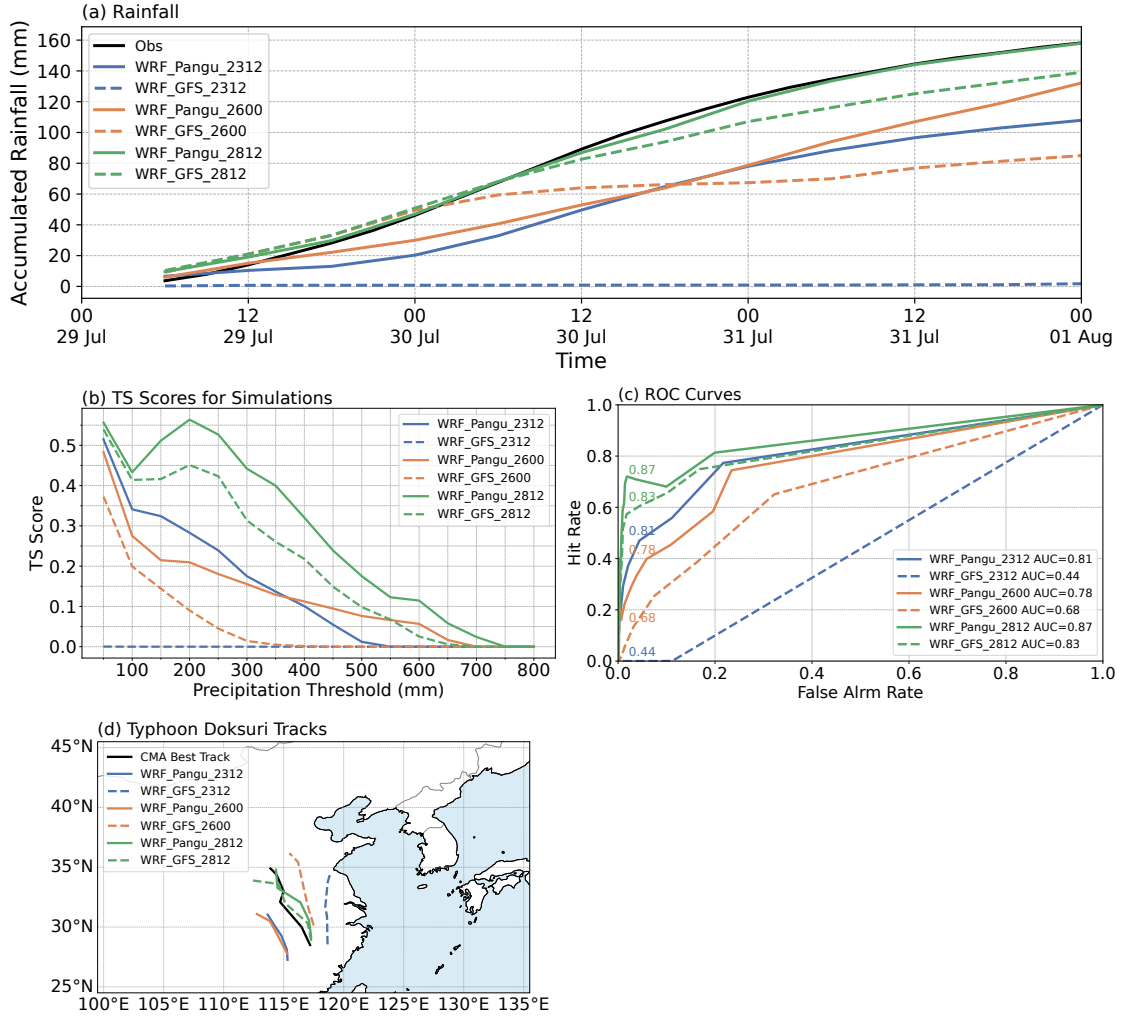 (a) Rainfall
Accumulated Rainfall (mm)
160
140
120
100
80
60
40
20
0
Obs
WRF_Pangu_2312
WRF_GFS_2312
WRF_Pangu_2600
WRF_GFS_2600
WRF_Pangu_2812
WRF_GFS_2812
00 12 00 12 00 12 00
29 Jul 29 Jul 30 Jul 30 Jul 31 Jul 31 Jul 01 Aug
Time
(b) TS Scores for Simulations
TS Score
0.5
0.4
0.3
0.2
0.1
0.0
WRF_Pangu_2312
WRF_GFS_2312
WRF_Pangu_2600
WRF_GFS_2600
WRF_Pangu_2812
WRF_GFS_2812
100 200 300 400 500 600 700 800
Precipitation Threshold (mm)
(c) ROC Curves
Hit Rate
1.0
0.8
0.6
0.4
0.2
0.0
0.87
0.83
0.81
0.78
0.68
0.44
WRF_Pangu_2312 AUC=0.81
WRF_GFS_2312 AUC=0.44
WRF_Pangu_2600 AUC=0.78
WRF_GFS_2600 AUC=0.68
WRF_Pangu_2812 AUC=0.87
WRF_GFS_2812 AUC=0.83
0.0 0.2 0.4 0.6 0.8 1.0
False Alrm Rate
(d) Typhoon Doksuri Tracks
45°N
40°N
35°N
30°N
25°N
CMA Best Track
WRF_Pangu_2312
WRF_GFS_2312
WRF_Pangu_2600
WRF_GFS_2600
WRF_Pangu_2812
WRF_GFS_2812
100°E 105°E 110°E 115°E 120°E 125°E 130°E 135°E